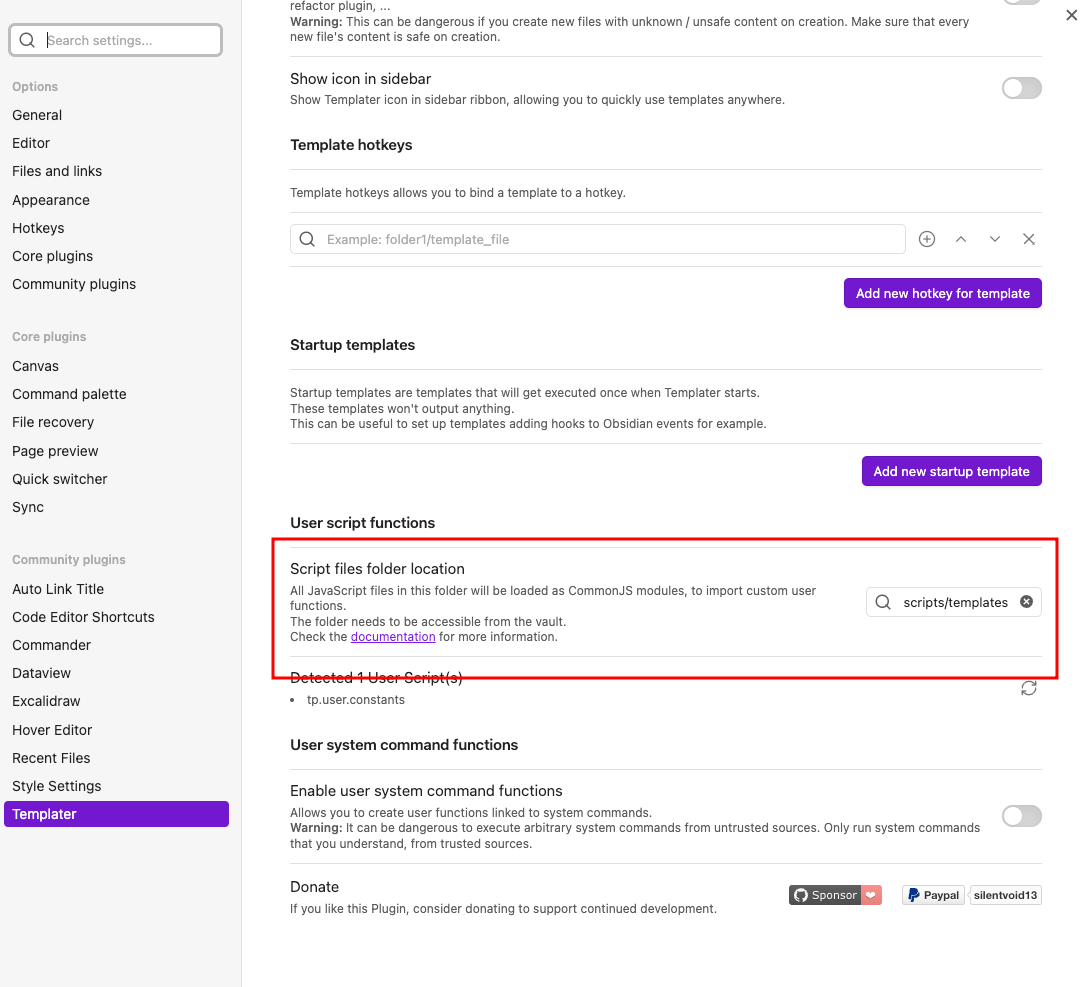 Search settings...
Options
General
Editor
Files and links
Appearance
Hotkeys
Core plugins
Community plugins
Core plugins
Canvas
Command palette
File recovery
Page preview
Quick switcher
Sync
Community plugins
Auto Link Title
Code Editor Shortcuts
Commander
Dataview
Excalidraw
Hover Editor
Recent Files
Style Settings
Templater
refactor plugin, ...
Warning: This can be dangerous if you create new files with unknown / unsafe content on creation. Make sure that every
new file's content is safe on creation.
Show icon in sidebar
Show Templater icon in sidebar ribbon, allowing you to quickly use templates anywhere.
Template hotkeys
Template hotkeys allows you to bind a template to a hotkey.
Example: folder1/template_file
Add new hotkey for template
Startup templates
Startup templates are templates that will get executed once when Templater starts.
These templates won't output anything.
This can be useful to set up templates adding hooks to Obsidian events for example.
Add new startup template
User script functions
Script files folder location
All JavaScript files in this folder will be loaded as CommonJS modules, to import custom user
functions.
The folder needs to be accessible from the vault.
Check the documentation for more information.
scripts/templates
Detected 1 User Script(s)
• tp.user.constants
User system command functions
Enable user system command functions
Allows you to create user functions linked to system commands.
Warning: It can be dangerous to execute arbitrary system commands from untrusted sources. Only run system commands
that you understand, from trusted sources.
Donate
If you like this Plugin, consider donating to support continued development.
Sponsor
Paypal silentvoid13